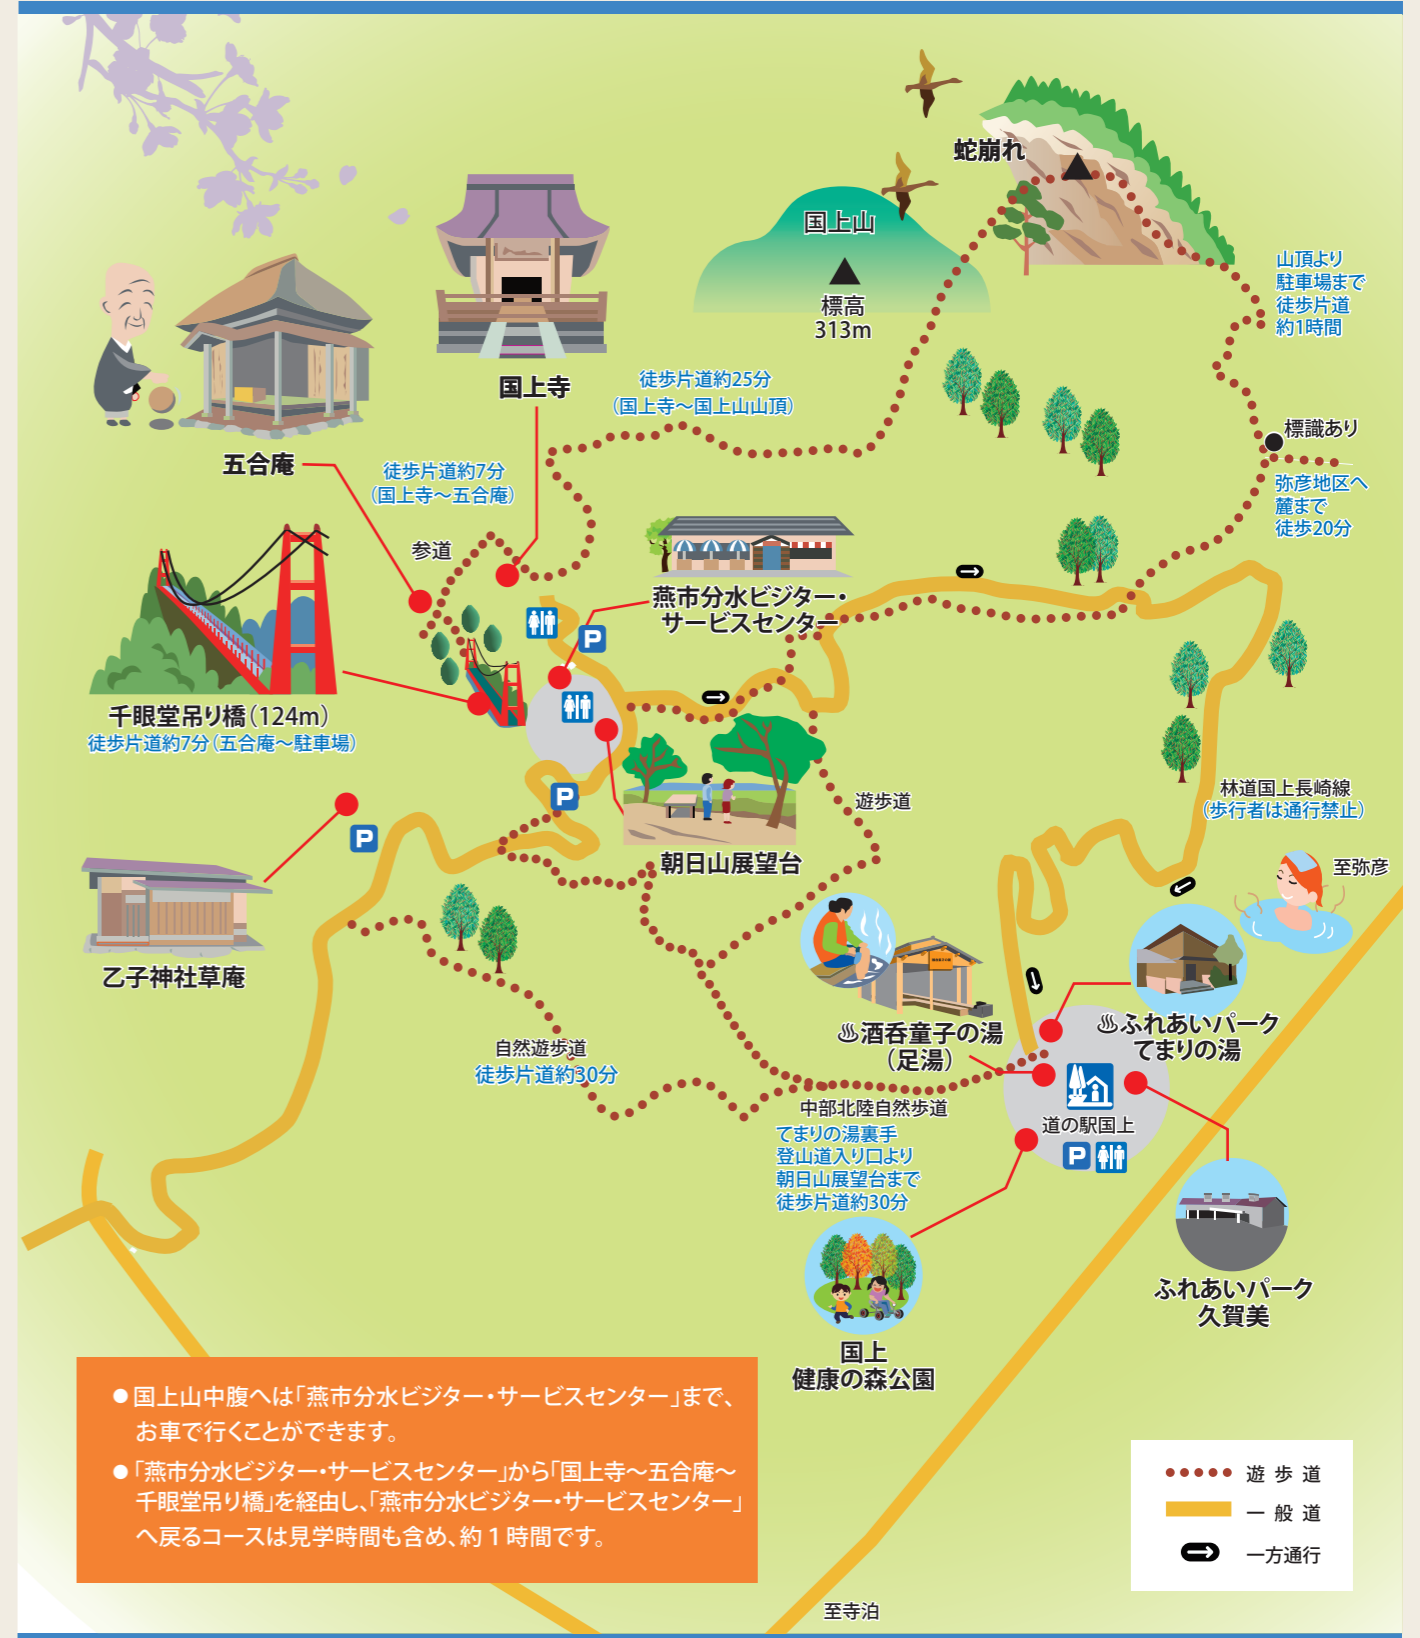 蛇崩れ
国上山
標高
313m
山頂より
駐車場まで
徒歩片道
約1時間
国上寺
徒歩片道約25分
（国上寺〜国上山山頂）
標識あり
五合庵
徒歩片道約7分
（国上寺〜五合庵）
弥彦地区へ
麓まで
徒歩20分
参道
燕市分水ビジター・
サービスセンター
P
千眼堂吊り橋（124m）
徒歩片道約7分（五合庵〜駐車場）
P
林道国上長崎線
（歩行者は通行禁止）
遊歩道
P
朝日山展望台
至弥彦
乙子神社草庵
♨酒呑童子の湯
（足湯）
♨ふれあいパーク
てまりの湯
自然遊歩道
徒歩片道約30分
中部北陸自然歩道
てまりの湯裏手
登山道入り口より
朝日山展望台まで
徒歩片道約30分
道の駅国上
P
ふれあいパーク
久賀美
国上
健康の森公園
●国上山中腹へは「燕市分水ビジター・サービスセンター」まで、
お車で行くことができます。
●「燕市分水ビジター・サービスセンター」から「国上寺〜五合庵〜
千眼堂吊り橋」を経由し、「燕市分水ビジター・サービスセンター」
へ戻るコースは見学時間も含め、約１時間です。
遊歩道
一般道
一方通行
至寺泊